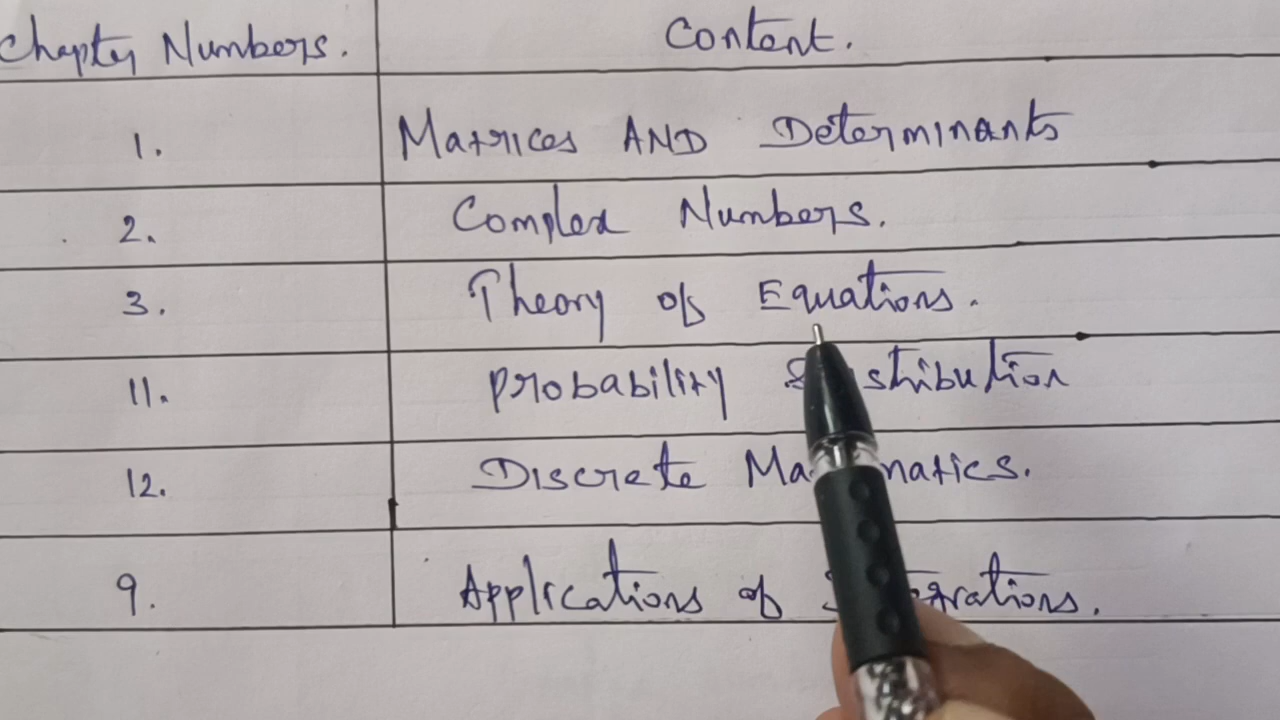 Chapter Numbers. Content.
1. Matrices AND Determinants
2. Complex Numbers.
3. Theory of Equations.
11. Probability
12. Discrete
9. Applications of